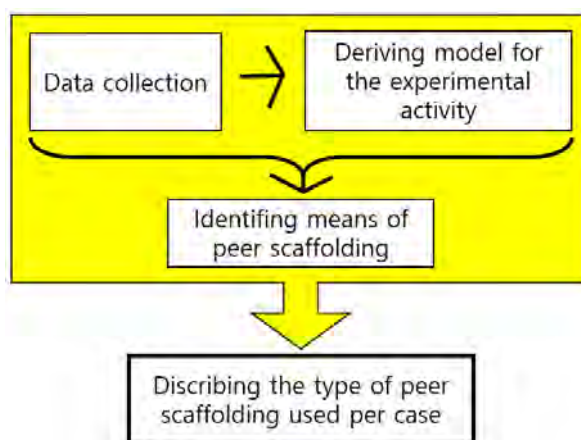 Data collection
Deriving model for
the experimental
activity
Identifing means of
peer scaffolding
Discribing the type of peer
scaffolding used per case